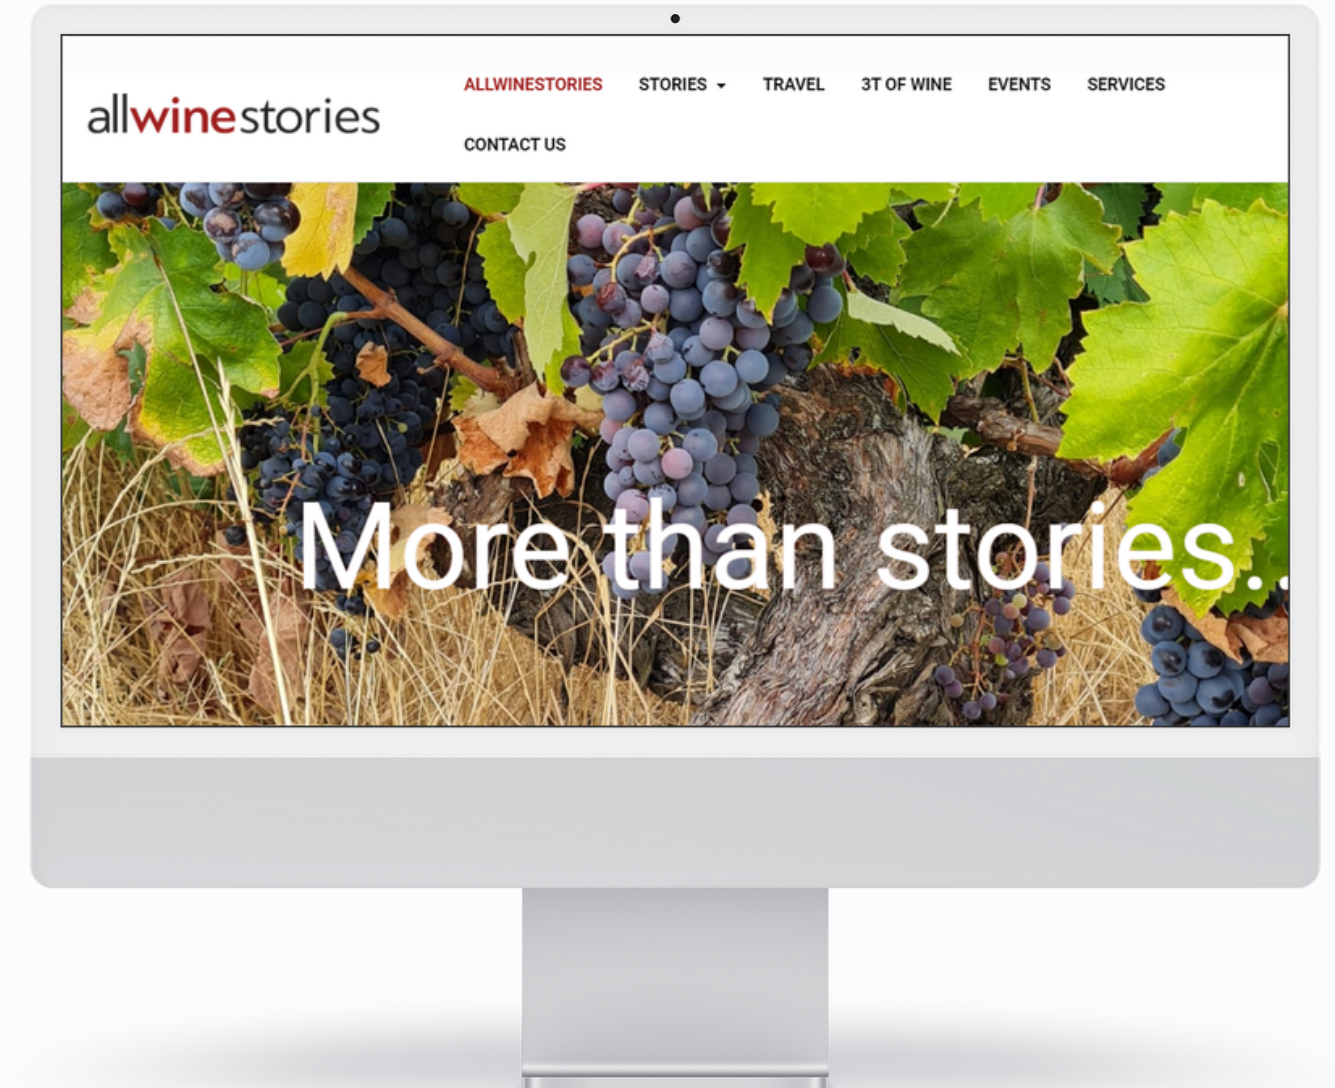 allwinestories
ALLWINESTORIES STORIES TRAVEL 3T OF WINE EVENTS SERVICES
CONTACT US
More than stories..